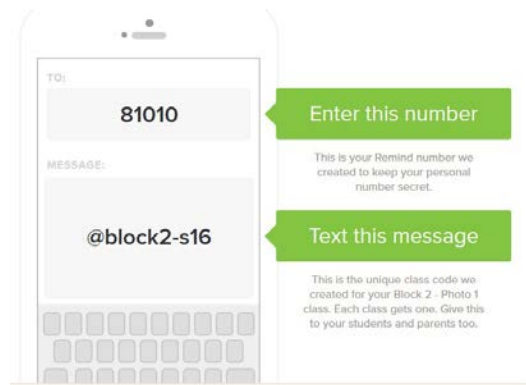 TO:
81010
Enter this number
This is your Remind number we
created to keep your personal
number secret.
MESSAGE:
@block2-s16
Text this message
This is the unique class code we
created for your Block 2 - Photo 1
class. Each class gets one. Give this
to your students and parents too.